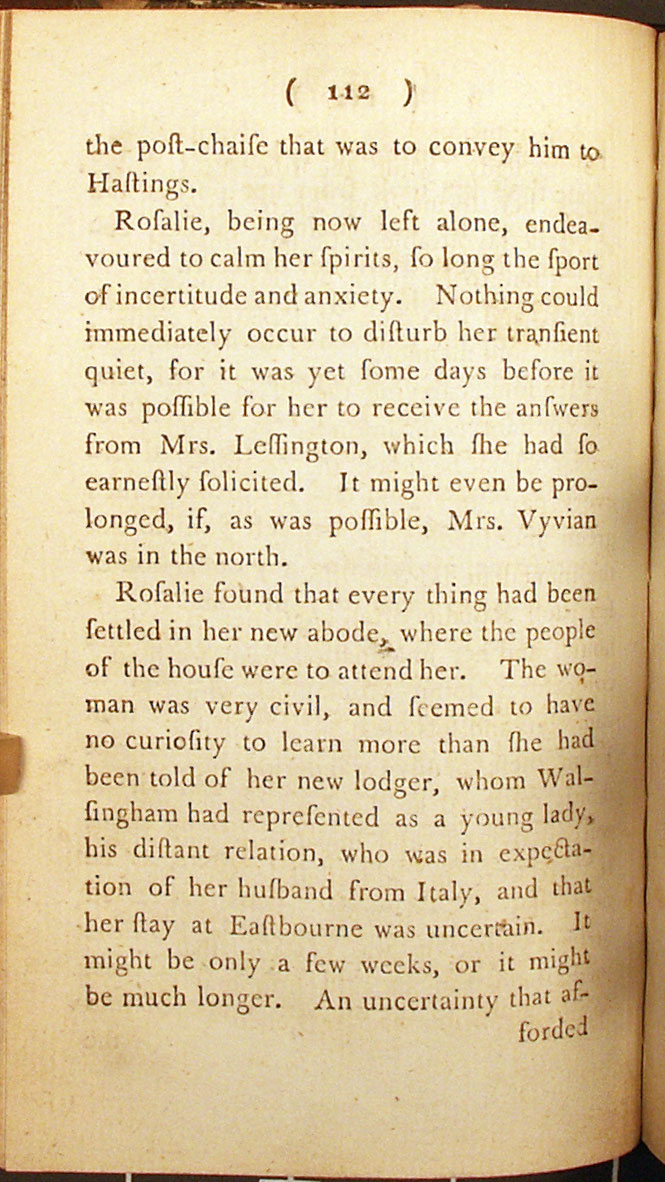 ( 112 )
the poſt-chaiſe that was to convey him to
Haſtings.
Roſalie, being now left alone, endea-
voured to calm her ſpirits, ſo long the ſport
of incertitude and anxiety. Nothing could
immediately occur to diſturb her tranſient
quiet, for it was yet ſome days before it
was poſſible for her to receive the anſwers
from Mrs. Leſſington, which ſhe had ſo
earneſtly ſolicited. It might even be pro-
longed, if, as was poſſible, Mrs. Vyvian
was in the north.
Roſalie found that every thing had been
ſettled in her new abode, where the people
of the houſe were to attend her. The wo-
man was very civil, and ſeemed to have
no curioſity to learn more than ſhe had
been told of her new lodger, whom Wal-
ſingham had repreſented as a young lady,
his diſtant relation, who was in expecta-
tion of her huſband from Italy, and that
her ſtay at Eaſtbourne was uncertain. It
might be only a few weeks, or it might
be much longer. An uncertainty that af-
forded